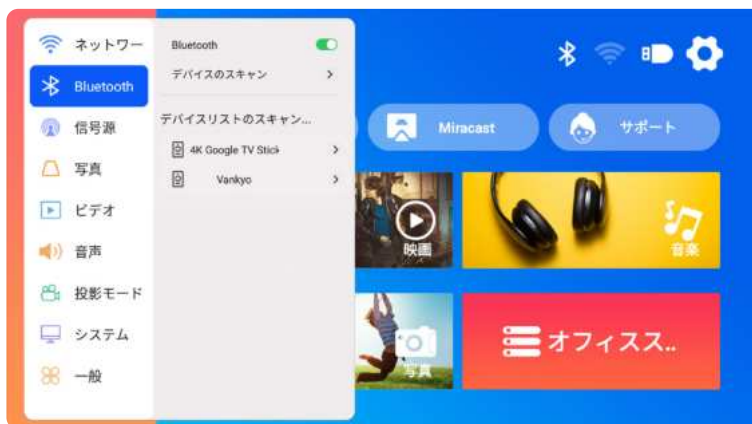 ネットワー
Bluetooth
信号源
写真
ビデオ
音声
投影モード
システム
一般
Bluetooth
デバイスのスキャン
デバイスリストのスキャン...
4K Google TV Stick
Vankyo
Miracast
サポート
映画
音楽
写真
オフィスス..